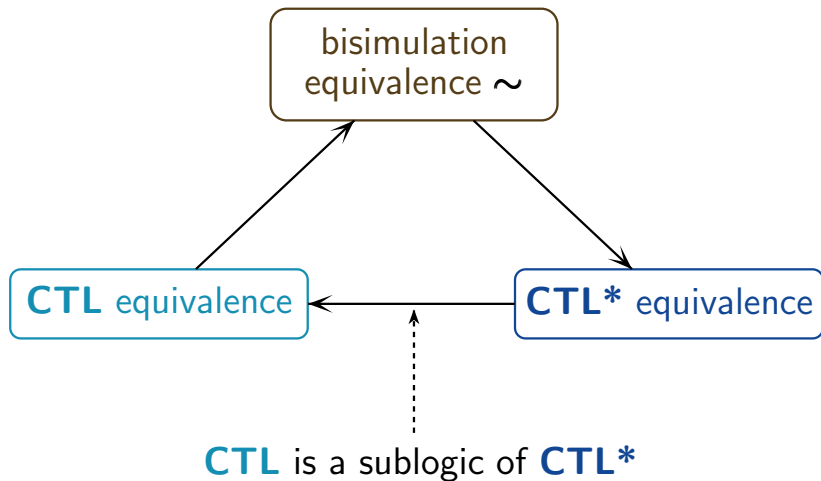 bisimulation
equivalence ∼
CTL equivalence
CTL* equivalence
CTL is a sublogic of CTL*